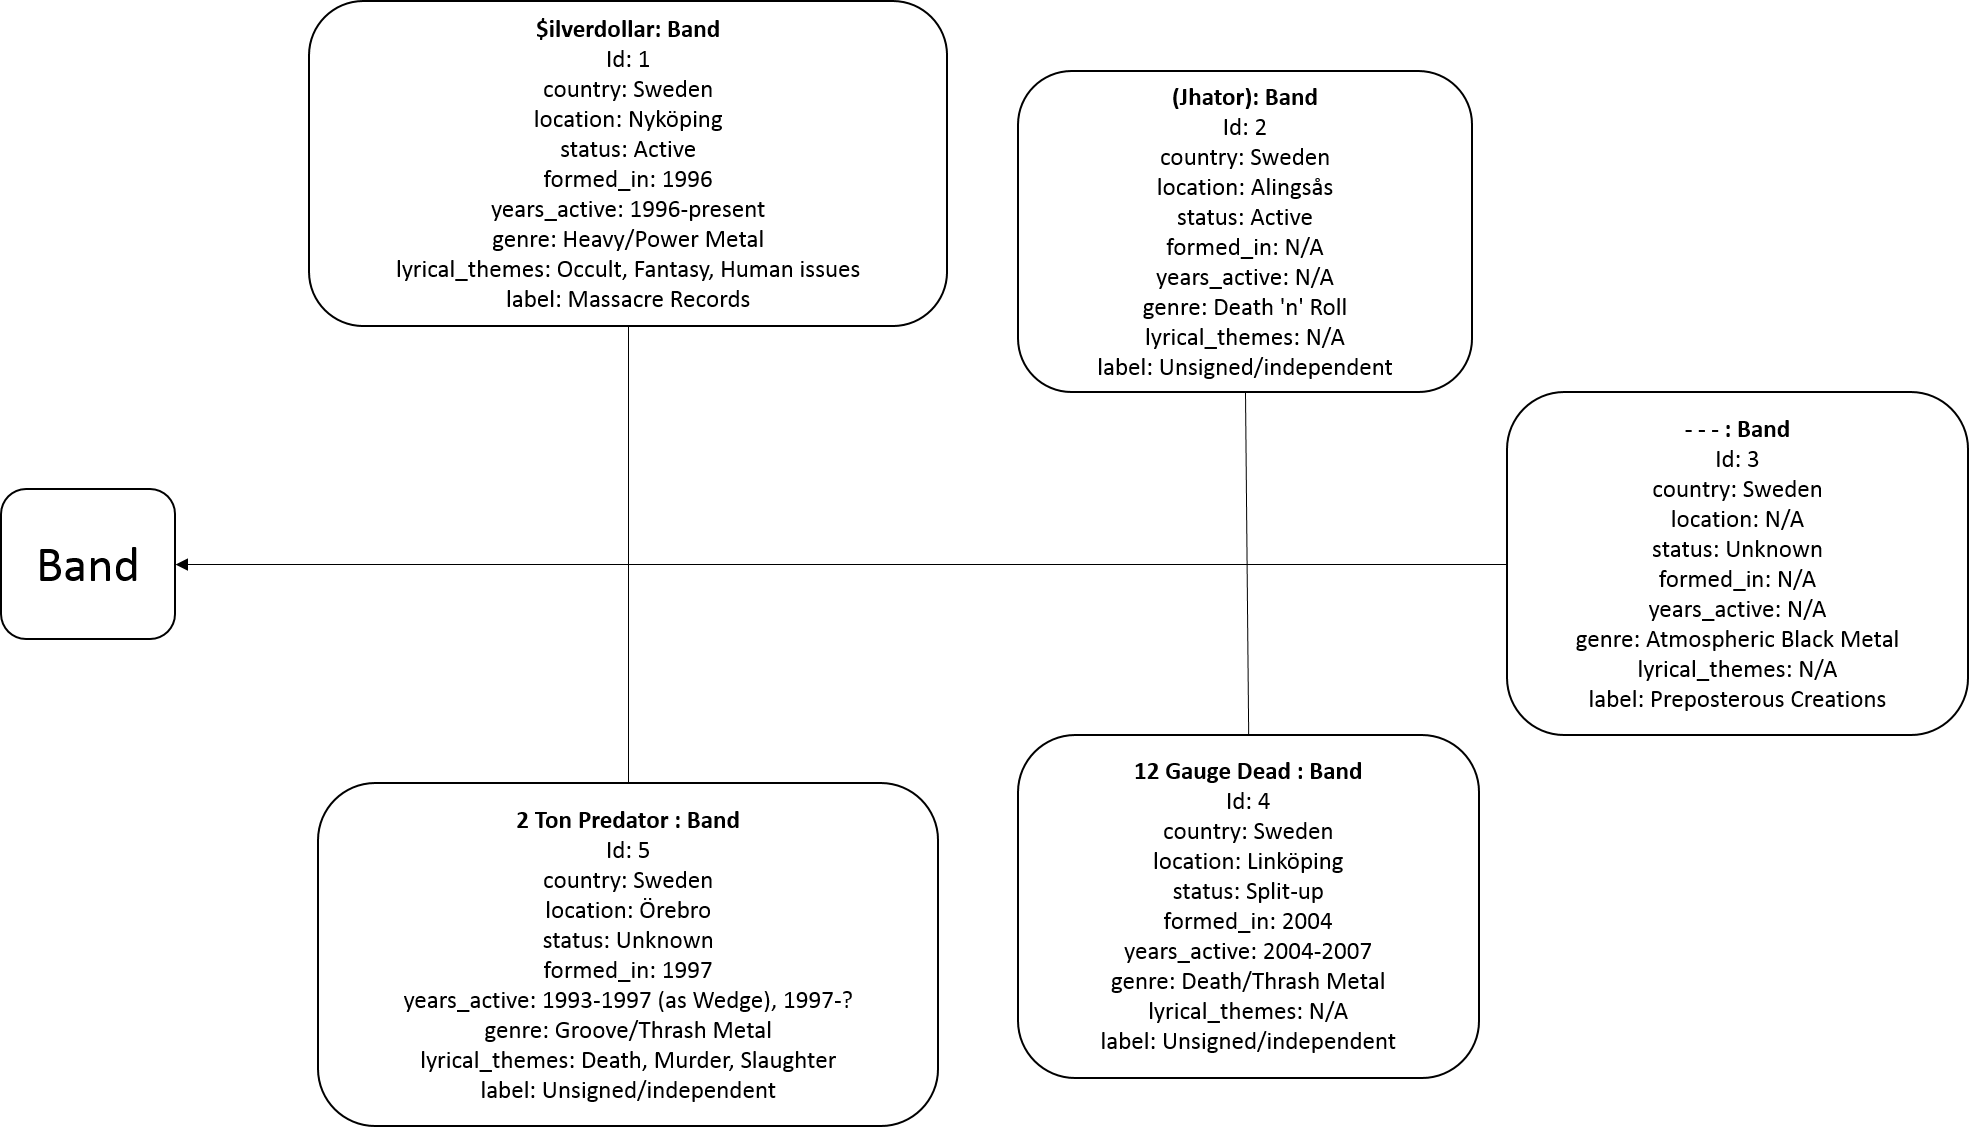 $ilverdollar: Band
Id: 1
country: Sweden
location: Nyköping
status: Active
formed_in: 1996
years_active: 1996-present
genre: Heavy/Power Metal
lyrical_themes: Occult, Fantasy, Human issues
label: Massacre Records
(Jhator): Band
Id: 2
country: Sweden
location: Alingsås
status: Active
formed_in: N/A
years_active: N/A
genre: Death 'n' Roll
lyrical_themes: N/A
label: Unsigned/independent
- - - : Band
Id: 3
country: Sweden
location: N/A
status: Unknown
formed_in: N/A
years_active: N/A
genre: Atmospheric Black Metal
lyrical_themes: N/A
label: Preposterous Creations
Band
2 Ton Predator : Band
Id: 5
country: Sweden
location: Örebro
status: Unknown
formed_in: 1997
years_active: 1993-1997 (as Wedge), 1997-?
genre: Groove/Thrash Metal
lyrical_themes: Death, Murder, Slaughter
label: Unsigned/independent
12 Gauge Dead : Band
Id: 4
country: Sweden
location: Linköping
status: Split-up
formed_in: 2004
years_active: 2004-2007
genre: Death/Thrash Metal
lyrical_themes: N/A
label: Unsigned/independent